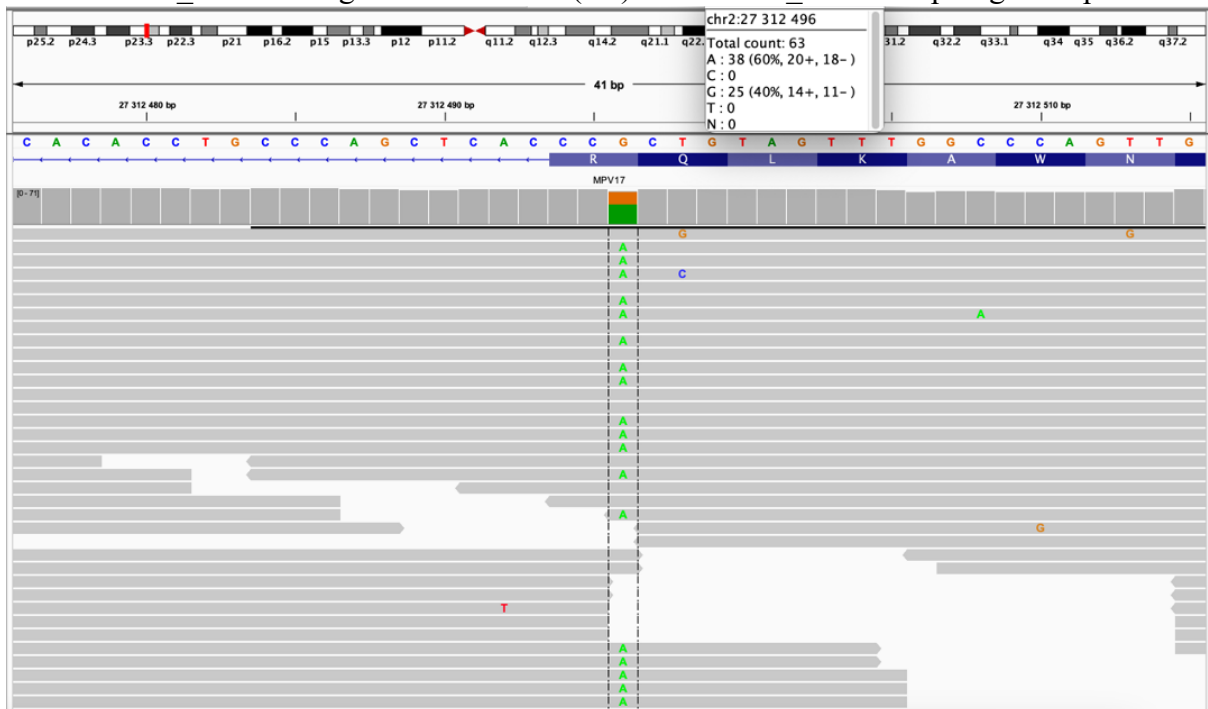 p25.2 p24.3 p23.3 p22.3 p21 p16.2 p15 p13.3 p12 p11.2 q11.2 q12.3 q14.2 q21.1 q22. 31.2 q32.2 q33.1 q34 q35 q36.2 q37.2
chr2:27 312 496
Total count: 63
A : 38 (60%, 20+, 18- )
C : 0
G : 25 (40%, 14+, 11- )
T : 0
N : 0
41 bp
27 312 480 bp 27 312 490 bp 27 312 510 bp
C A C A C C T G C C C A G C T C A C C C G C T G T A G T T T G G C C C A G T T G
R Q L K A W N
MPV17
[0 - 71]
G G
A
A
A C
A
A A
A
A
A
A
A
A
A
A
G
T
A
A
A
A
A